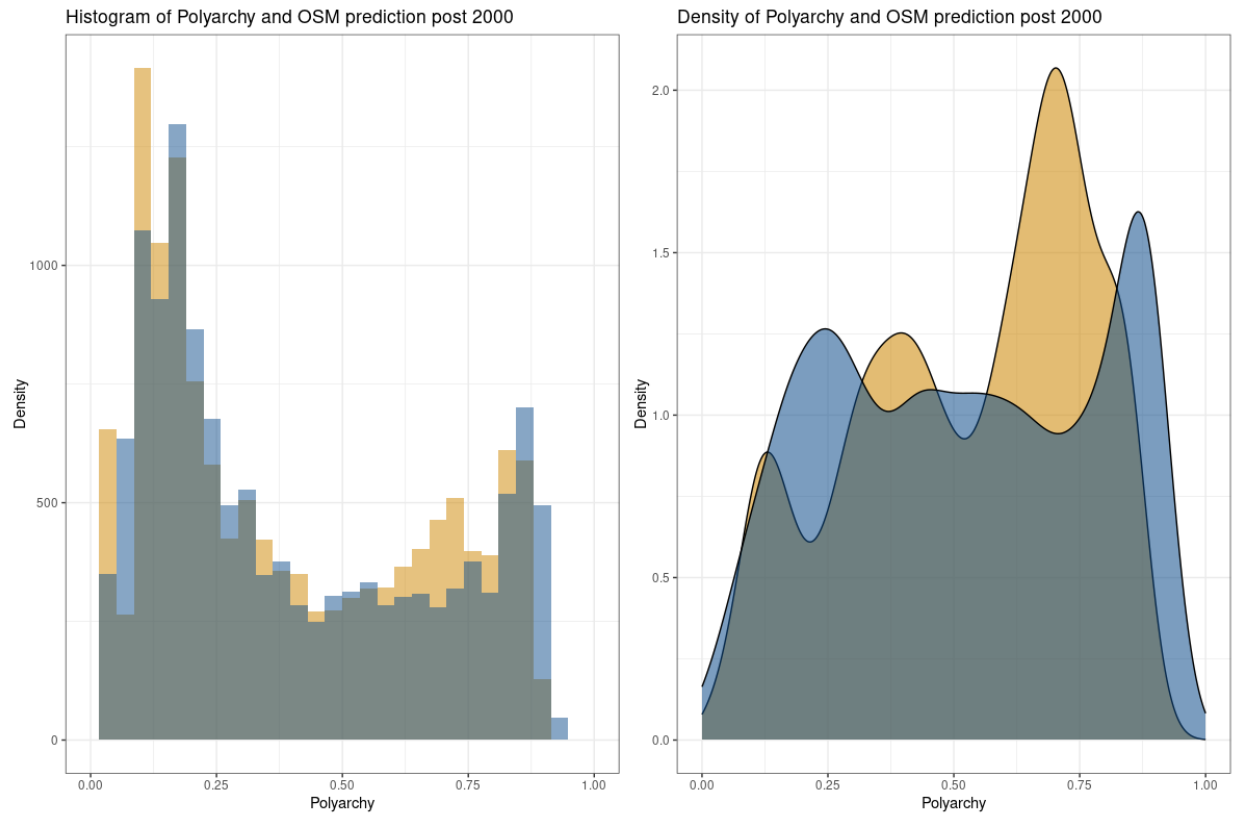 Histogram of Polyarchy and OSM prediction post 2000
Density
1000
500
0
0.00 0.25 0.50 0.75 1.00
Polyarchy
Density of Polyarchy and OSM prediction post 2000
Density
2.0
1.5
1.0
0.5
0.0
0.00 0.25 0.50 0.75 1.00
Polyarchy